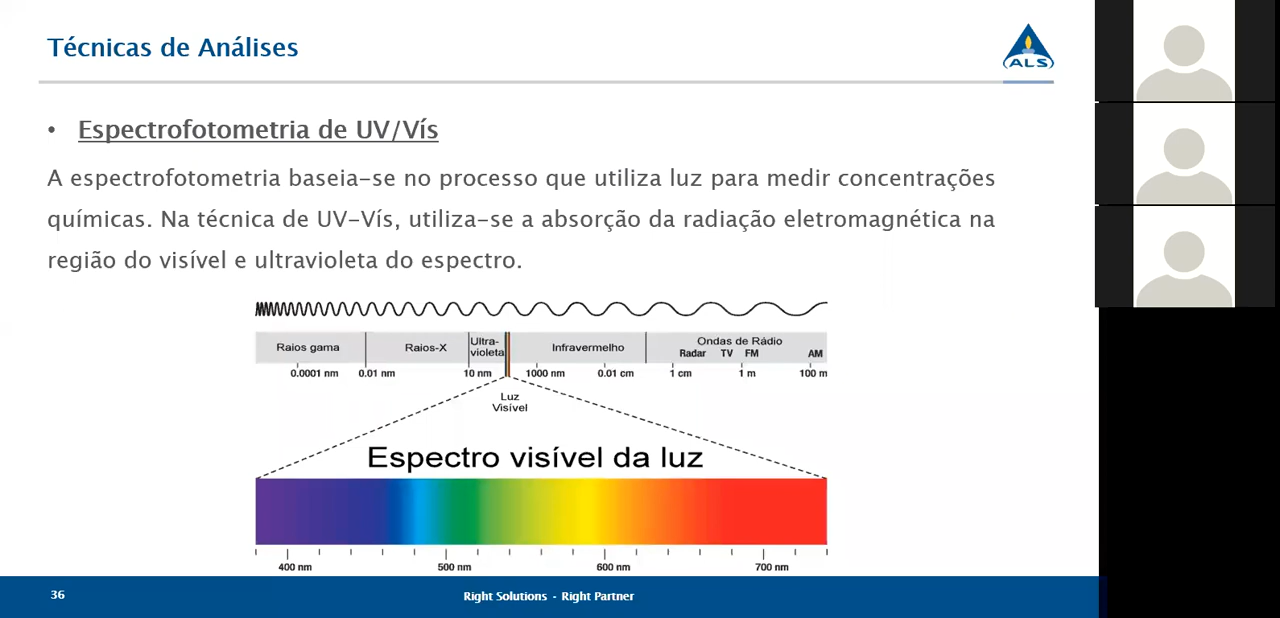 Técnicas de Análises
ALS
• Espectrofotometria de UV/Vís
A espectrofotometria baseia-se no processo que utiliza luz para medir concentrações
químicas. Na técnica de UV-Vís, utiliza-se a absorção da radiação eletromagnética na
região do visível e ultravioleta do espectro.
Raios gama
Raios-X
Ultra-
violeta
Infravermelho
Ondas de Rádio
Radar TV FM AM
0.0001 nm 0.01 nm 10 nm 1000 nm 0.01 cm 1 cm 1 m 100 m
Luz
Visível
Espectro visível da luz
400 nm 500 nm 600 nm 700 nm
36
Right Solutions - Right Partner